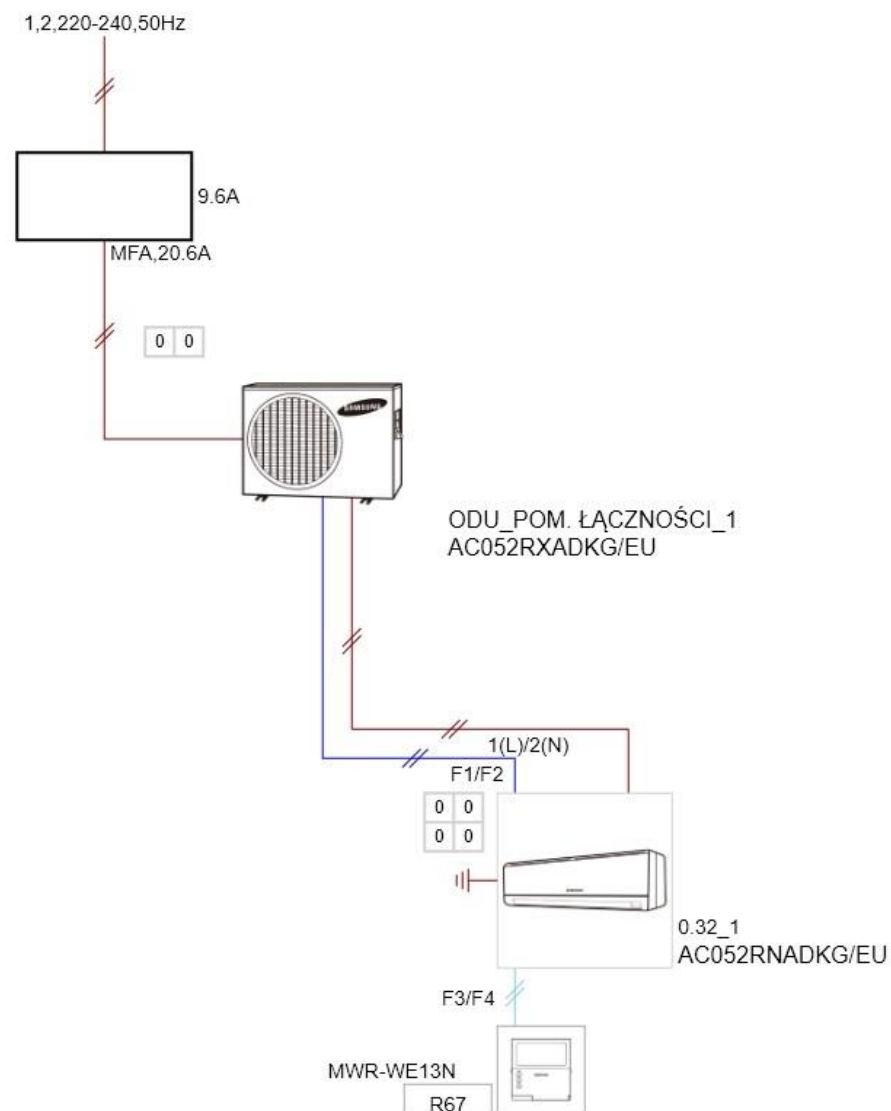 1,2,220-240,50Hz
9.6A
MFA,20.6A
0 0
SAMSUNG
ODU_POM. ŁĄCZNOŚCI_1
AC052RXADKG/EU
1(L)/2(N)
F1/F2
0 0
0 0
0.32_1
AC052RNADKG/EU
F3/F4
MWR-WE13N
R67